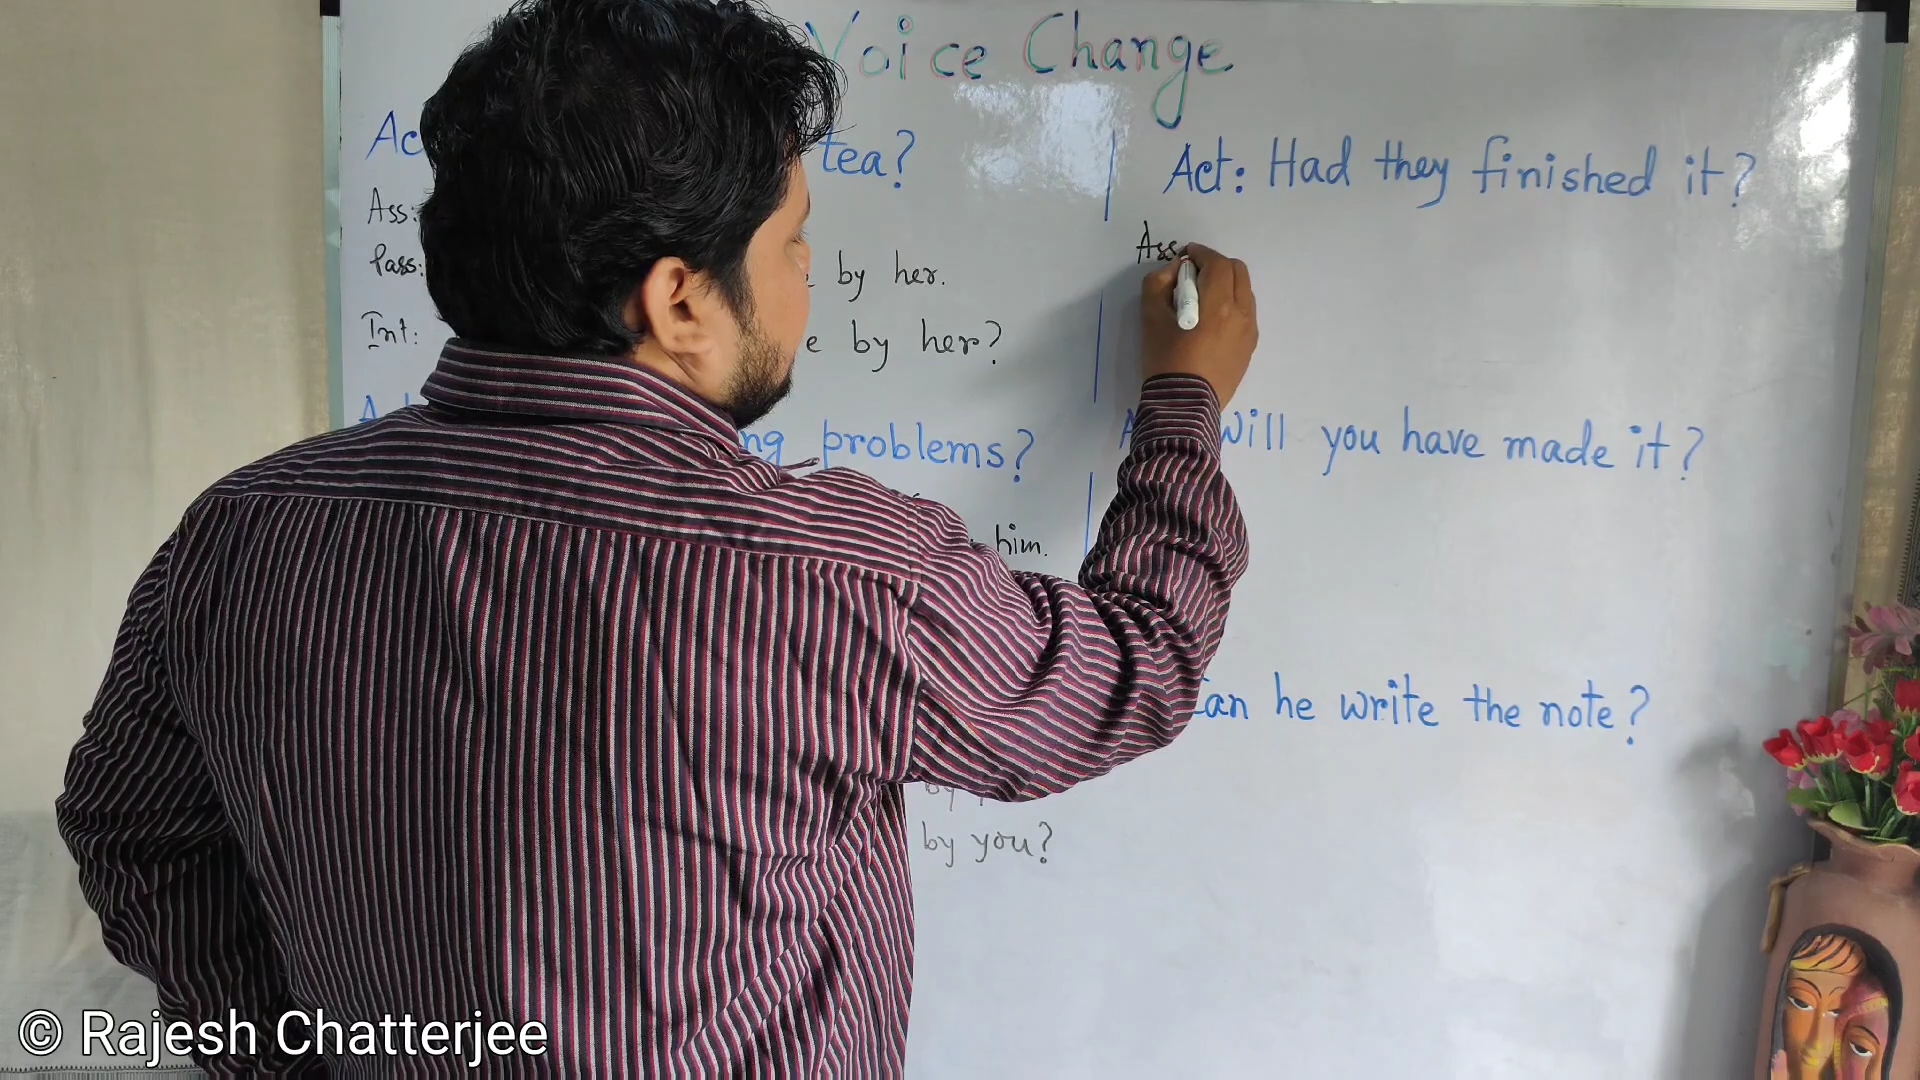 Voice Change
tea?
Ass:
Pass: by her.
Int: by her?
problems?
him.
by you?
Act: Had they finished it?
Ass
Will you have made it?
Can he write the note?
© Rajesh Chatterjee